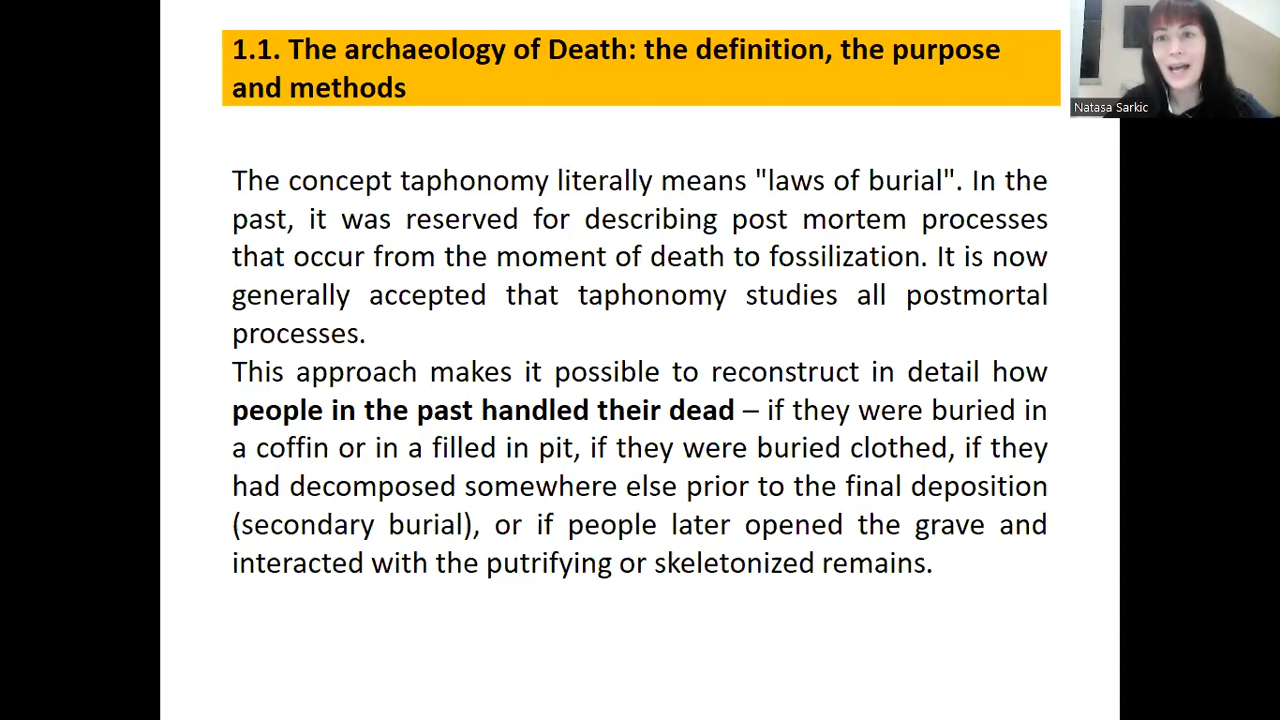 1.1. The archaeology of Death: the definition, the purpose
and methods
Natasa Sarkic
The concept taphonomy literally means "laws of burial". In the
past, it was reserved for describing post mortem processes
that occur from the moment of death to fossilization. It is now
generally accepted that taphonomy studies all postmortal
processes.
This approach makes it possible to reconstruct in detail how
people in the past handled their dead – if they were buried in
a coffin or in a filled in pit, if they were buried clothed, if they
had decomposed somewhere else prior to the final deposition
(secondary burial), or if people later opened the grave and
interacted with the putrifying or skeletonized remains.